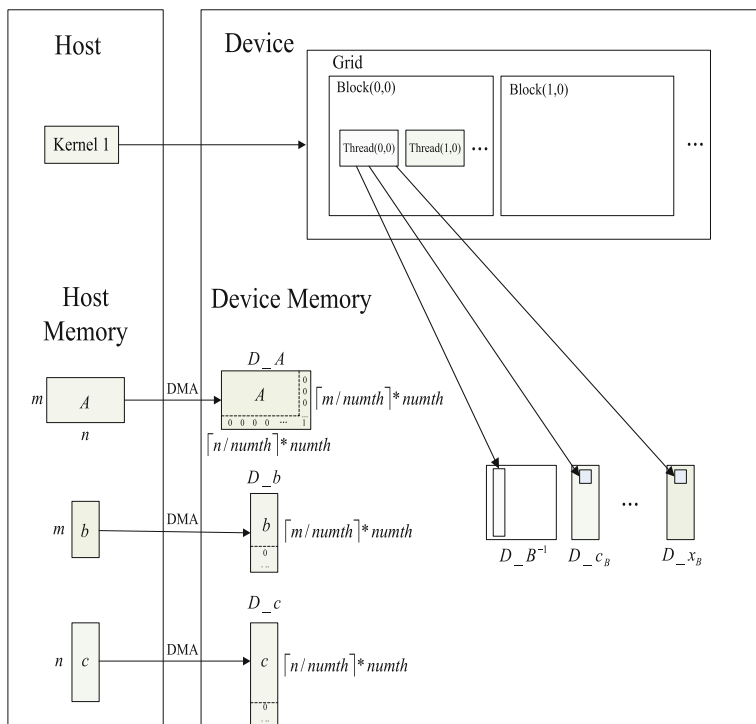 Host
Device
Grid
Block(0,0)
Block(1,0)
Kernel 1
Thread(0,0)
Thread(1,0)
...
...
Host
Memory
Device Memory
D_A
m
A
n
DMA
A
0
0
0
0 0 0 0 ... 1
⌈m/numth⌉*numth
⌈n/numth⌉*numth
D_b
m
b
DMA
b
0
...
⌈m/numth⌉*numth
...
D_B⁻¹
D_c_B
D_x_B
D_c
n
c
DMA
c
0
...
⌈n/numth⌉*numth